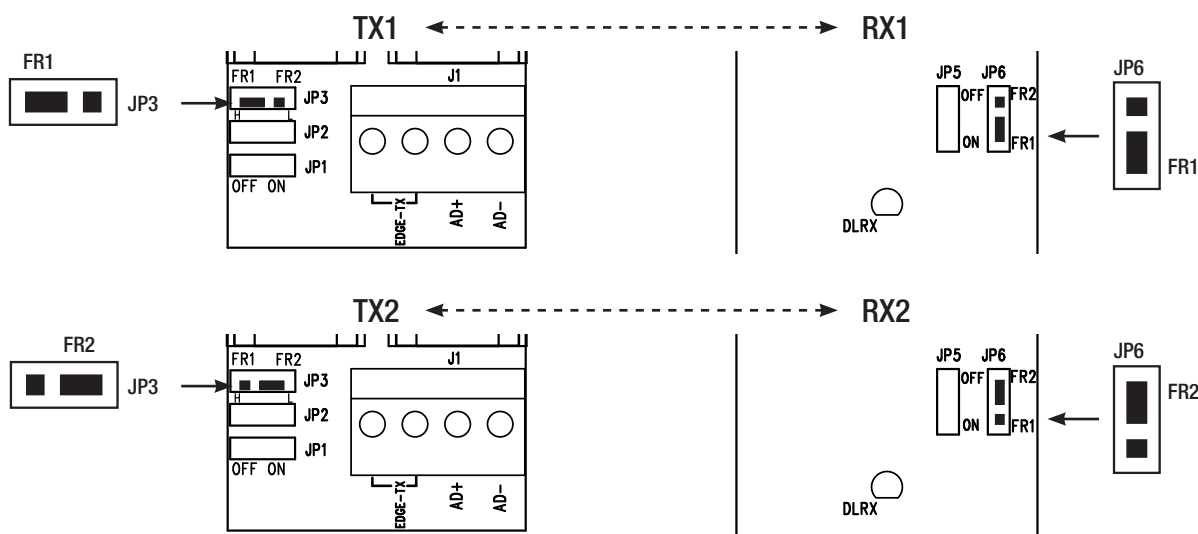 TX1 RX1
FR1
JP3
FR1 FR2 J1
JP3
H L
JP2
JP1
OFF ON
EDGE-TX AD+ AD-
JP5 JP6
OFF FR2
ON FR1
DLRX
JP6
FR1
TX2 RX2
FR2
JP3
FR1 FR2 J1
JP3
H L
JP2
JP1
OFF ON
EDGE-TX AD+ AD-
JP5 JP6
OFF FR2
ON FR1
DLRX
JP6
FR2